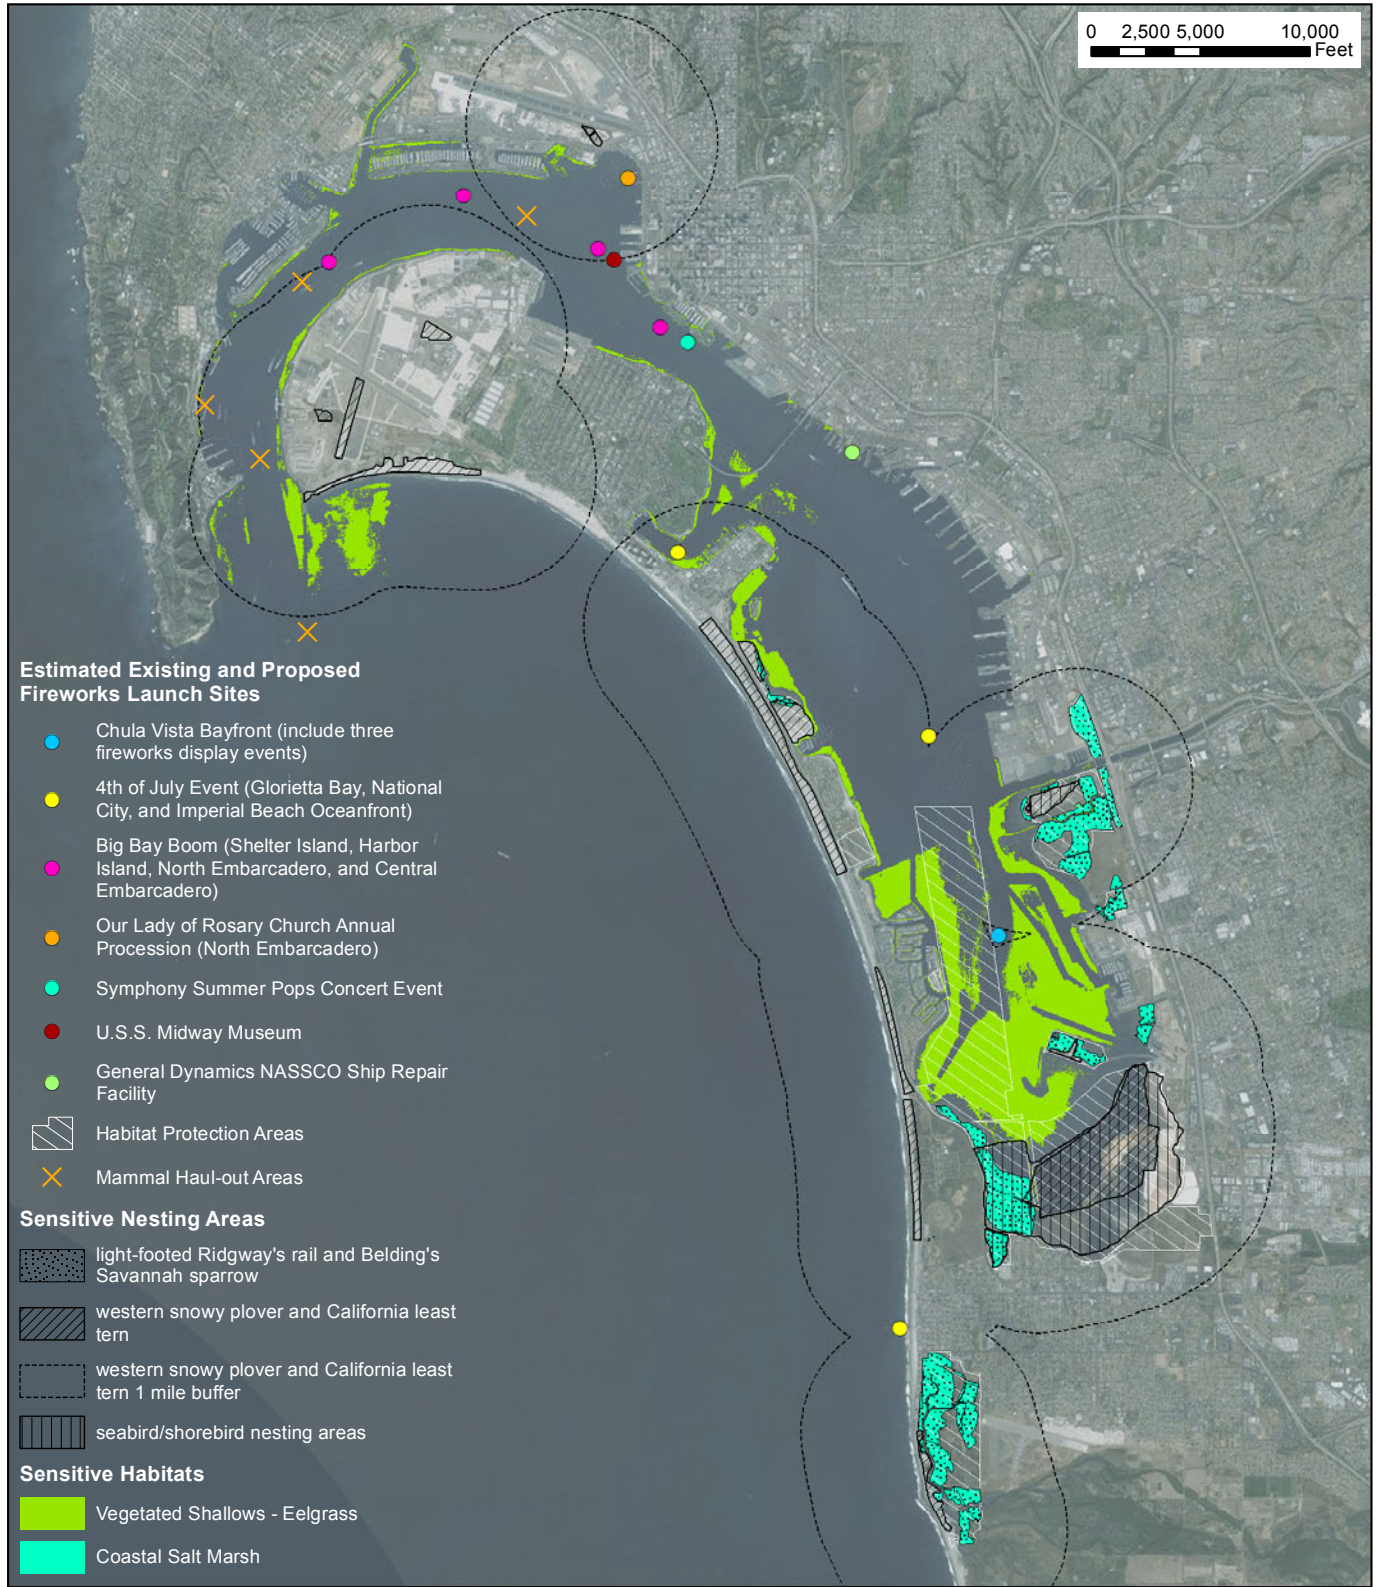 0 2,500 5,000 10,000
Feet
Estimated Existing and Proposed
Fireworks Launch Sites
Chula Vista Bayfront (include three
fireworks display events)
4th of July Event (Glorietta Bay, National
City, and Imperial Beach Oceanfront)
Big Bay Boom (Shelter Island, Harbor
Island, North Embarcadero, and Central
Embarcadero)
Our Lady of Rosary Church Annual
Procession (North Embarcadero)
Symphony Summer Pops Concert Event
U.S.S. Midway Museum
General Dynamics NASSCO Ship Repair
Facility
Habitat Protection Areas
Mammal Haul-out Areas
Sensitive Nesting Areas
light-footed Ridgway's rail and Belding's
Savannah sparrow
western snowy plover and California least
tern
western snowy plover and California least
tern 1 mile buffer
seabird/shorebird nesting areas
Sensitive Habitats
Vegetated Shallows - Eelgrass
Coastal Salt Marsh